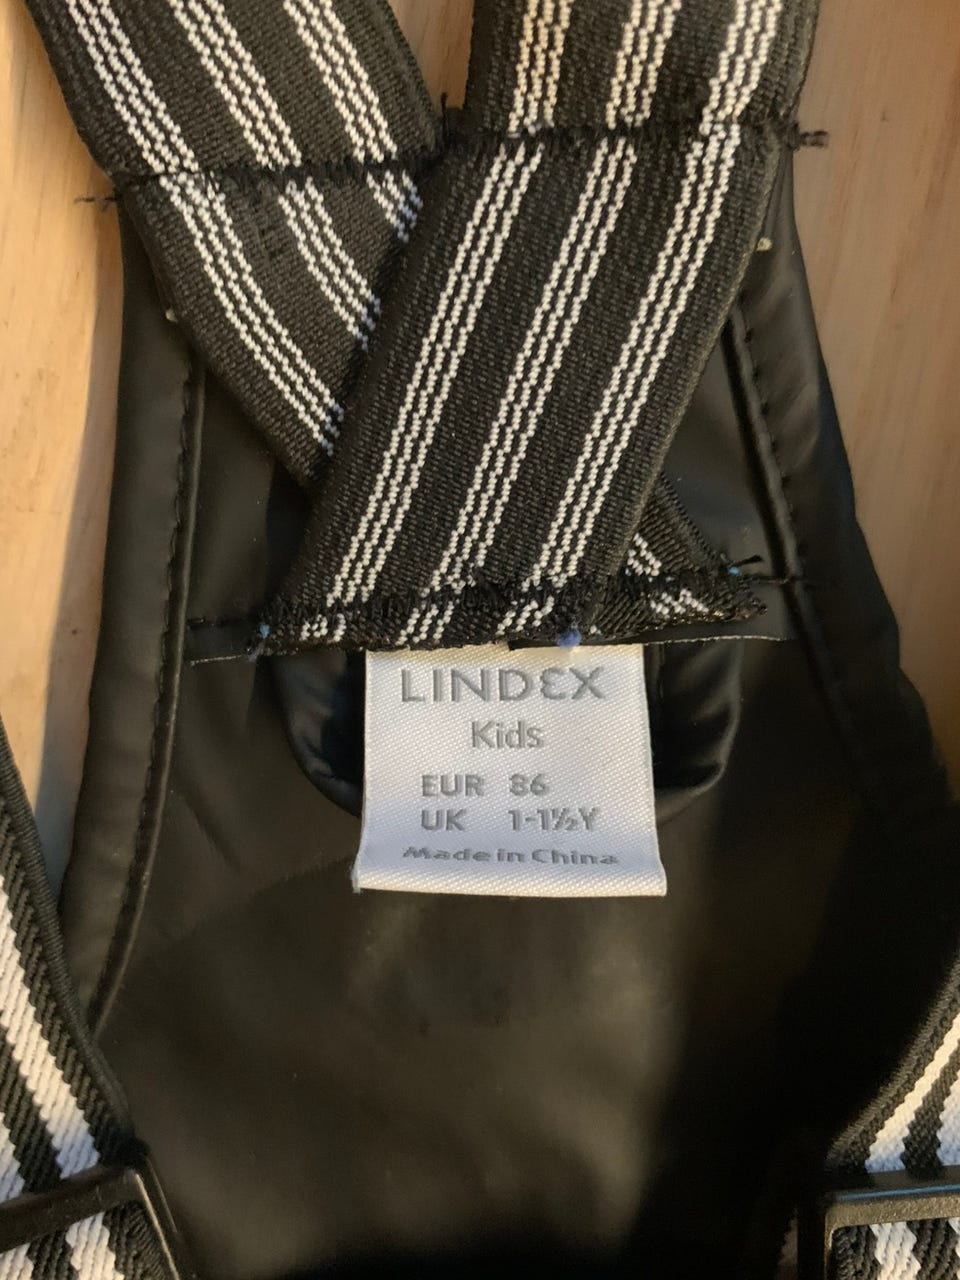 LINDEX
Kids
EUR 86
UK 1-1½Y
Made in China